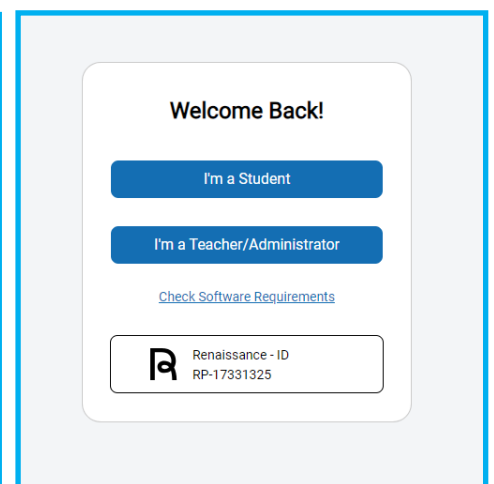 Welcome Back!
I'm a Student
I'm a Teacher/Administrator
Check Software Requirements
Renaissance - ID
RP-17331325